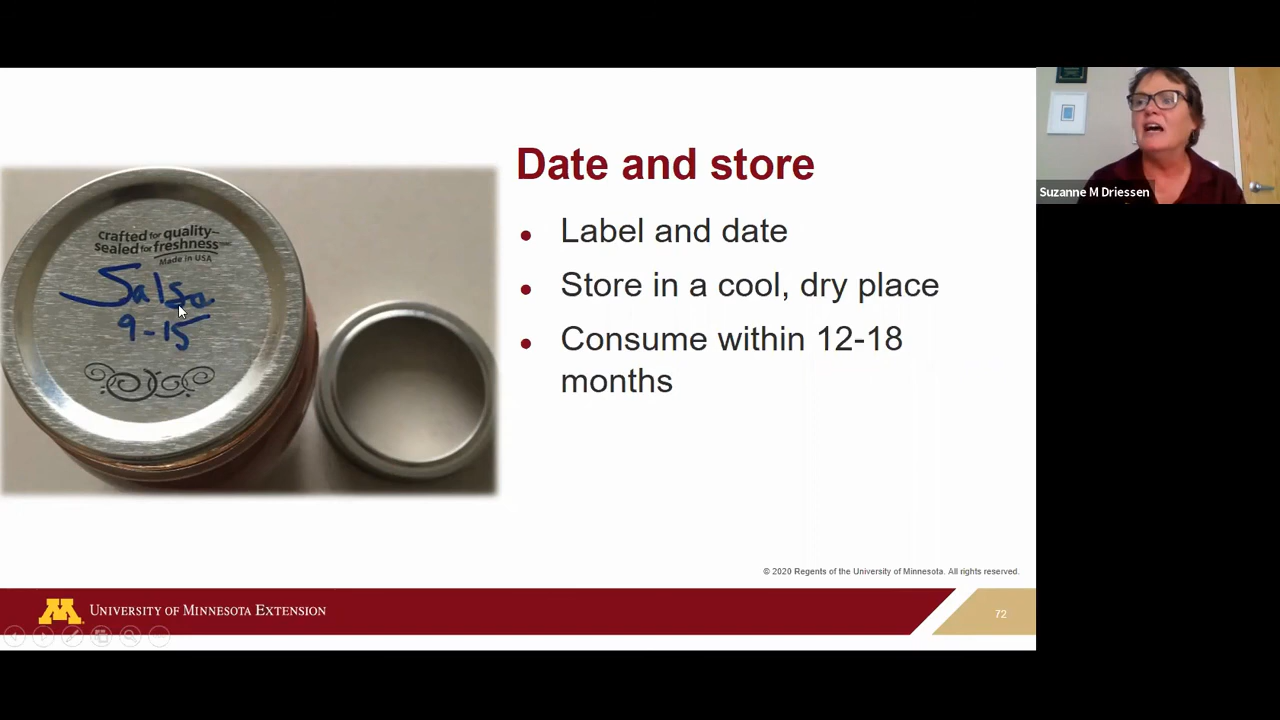 Date and store
Label and date
Store in a cool, dry place
Consume within 12-18
months
crafted for quality–
sealed for freshness
Made in USA
Salsa
9-15
Suzanne M Driessen
© 2020 Regents of the University of Minnesota. All rights reserved.
M
UNIVERSITY OF MINNESOTA EXTENSION
72